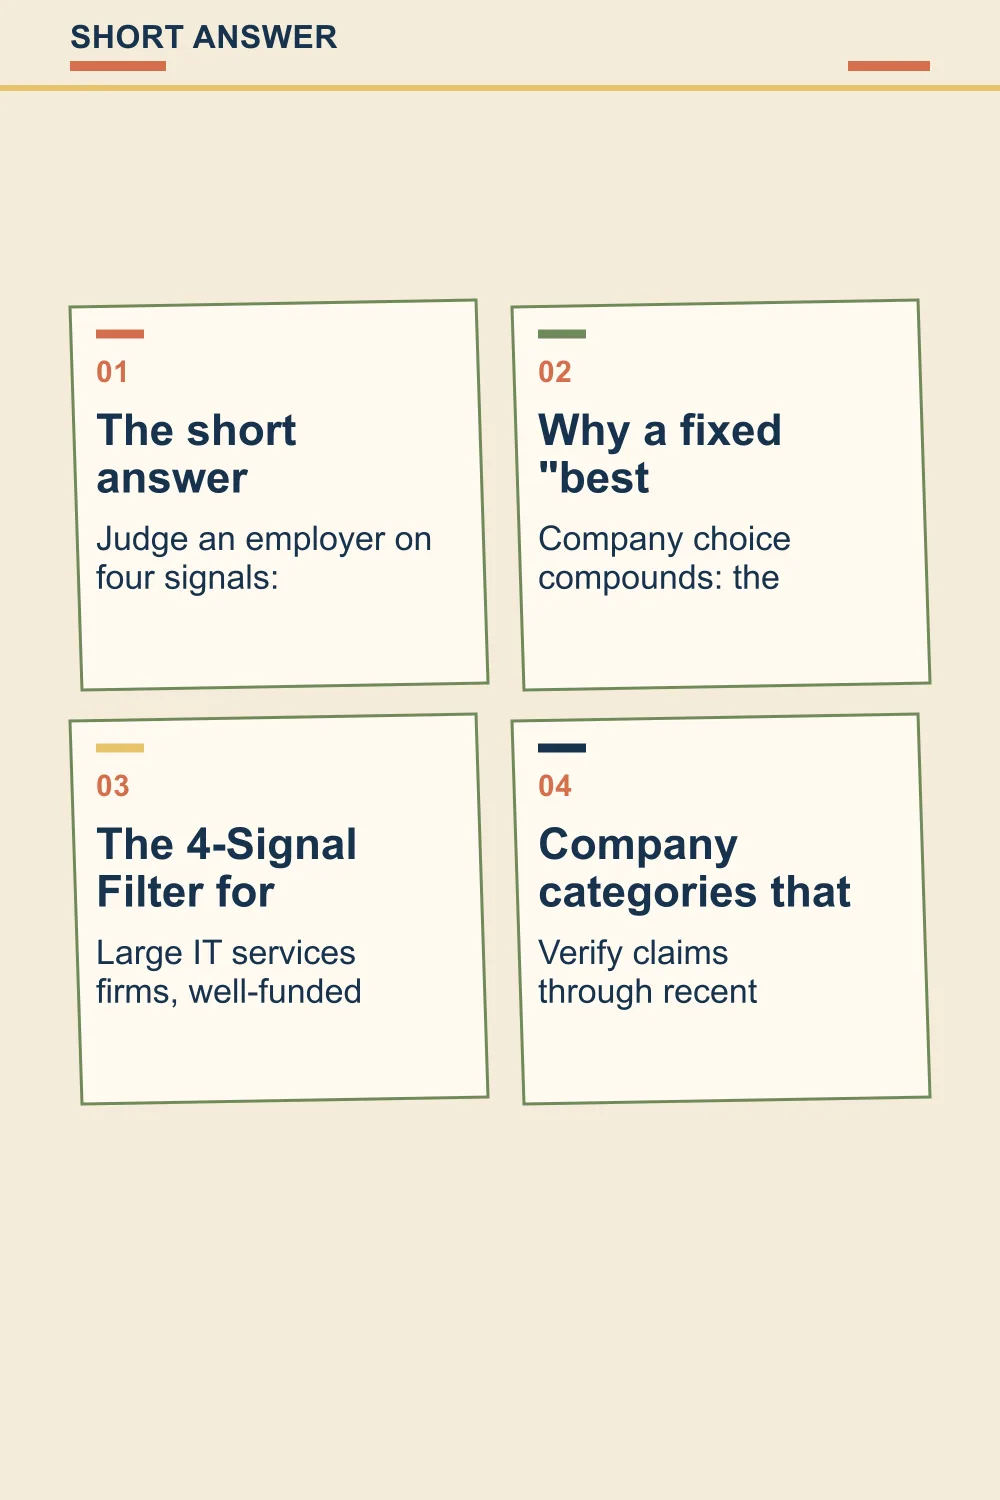 SHORT ANSWER
01
The short
answer
Judge an employer on
four signals:
02
Why a fixed
"best
Company choice
compounds: the
03
The 4-Signal
Filter for
Large IT services
firms, well-funded
04
Company
categories that
Verify claims
through recent